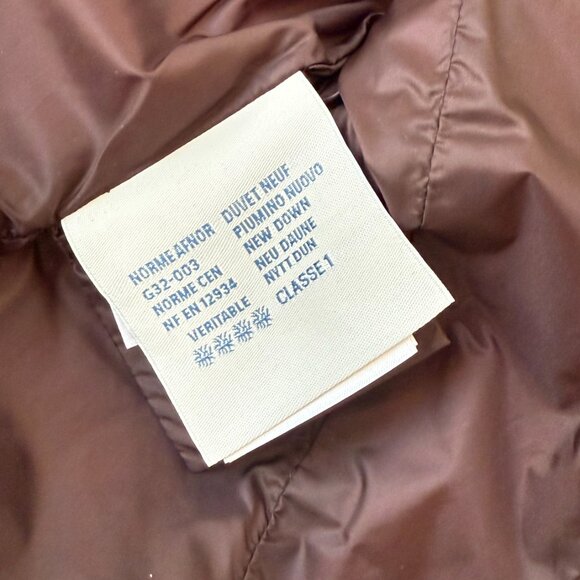 NORME AFNOR
G32-003
NORME CEN
NF EN 12934
VERITABLE
DUVET NEUF
PIUMINO NUOVO
NEW DOWN
NEU DAUNE
NYTT DUN
CLASSE 1